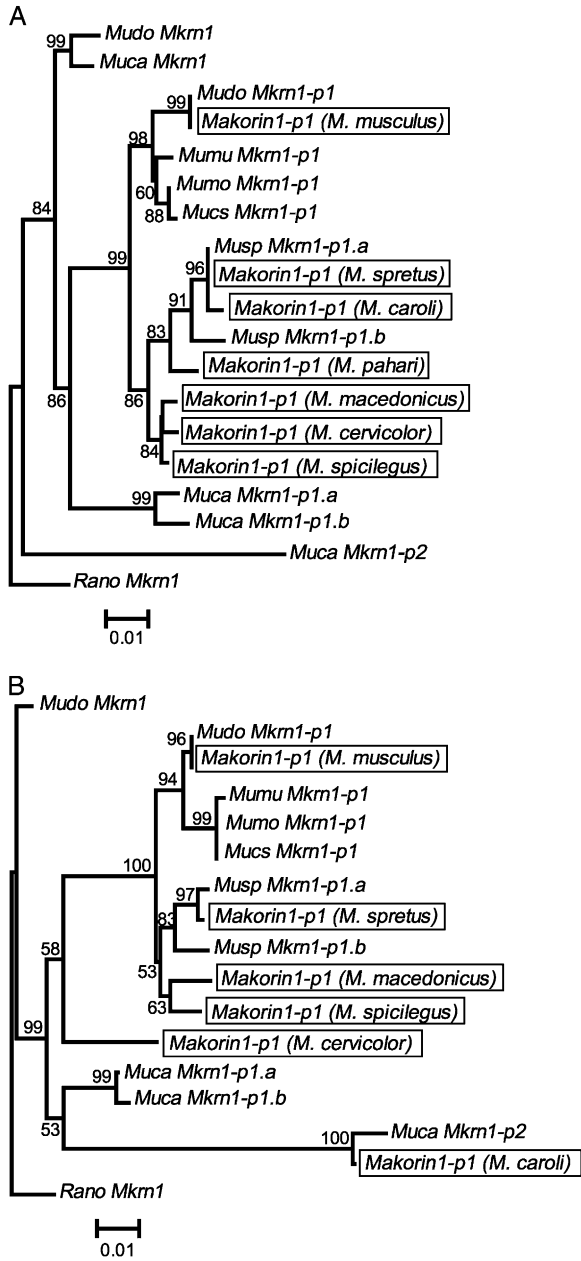 A
Mudo Mkrn1
99
Muca Mkrn1
Mudo Mkrn1-p1
99
Makorin1-p1 (M. musculus)
98
Mumu Mkrn1-p1
Mumo Mkrn1-p1
60
88
Mucs Mkrn1-p1
84
Musp Mkrn1-p1.a
99
96
Makorin1-p1 (M. spretus)
91
Makorin1-p1 (M. caroli)
83
Musp Mkrn1-p1.b
Makorin1-p1 (M. pahari)
86
86
Makorin1-p1 (M. macedonicus)
Makorin1-p1 (M. cervicolor)
84
Makorin1-p1 (M. spicilegus)
99
Muca Mkrn1-p1.a
Muca Mkrn1-p1.b
Muca Mkrn1-p2
Rano Mkrn1
0.01
B
Mudo Mkrn1
Mudo Mkrn1-p1
96
Makorin1-p1 (M. musculus)
94
Mumu Mkrn1-p1
99
Mumo Mkrn1-p1
Mucs Mkrn1-p1
100
Musp Mkrn1-p1.a
97
Makorin1-p1 (M. spretus)
83
Musp Mkrn1-p1.b
58
53
Makorin1-p1 (M. macedonicus)
63
Makorin1-p1 (M. spicilegus)
99
Makorin1-p1 (M. cervicolor)
Muca Mkrn1-p1.a
99
Muca Mkrn1-p1.b
53
100
Muca Mkrn1-p2
Makorin1-p1 (M. caroli)
Rano Mkrn1
0.01